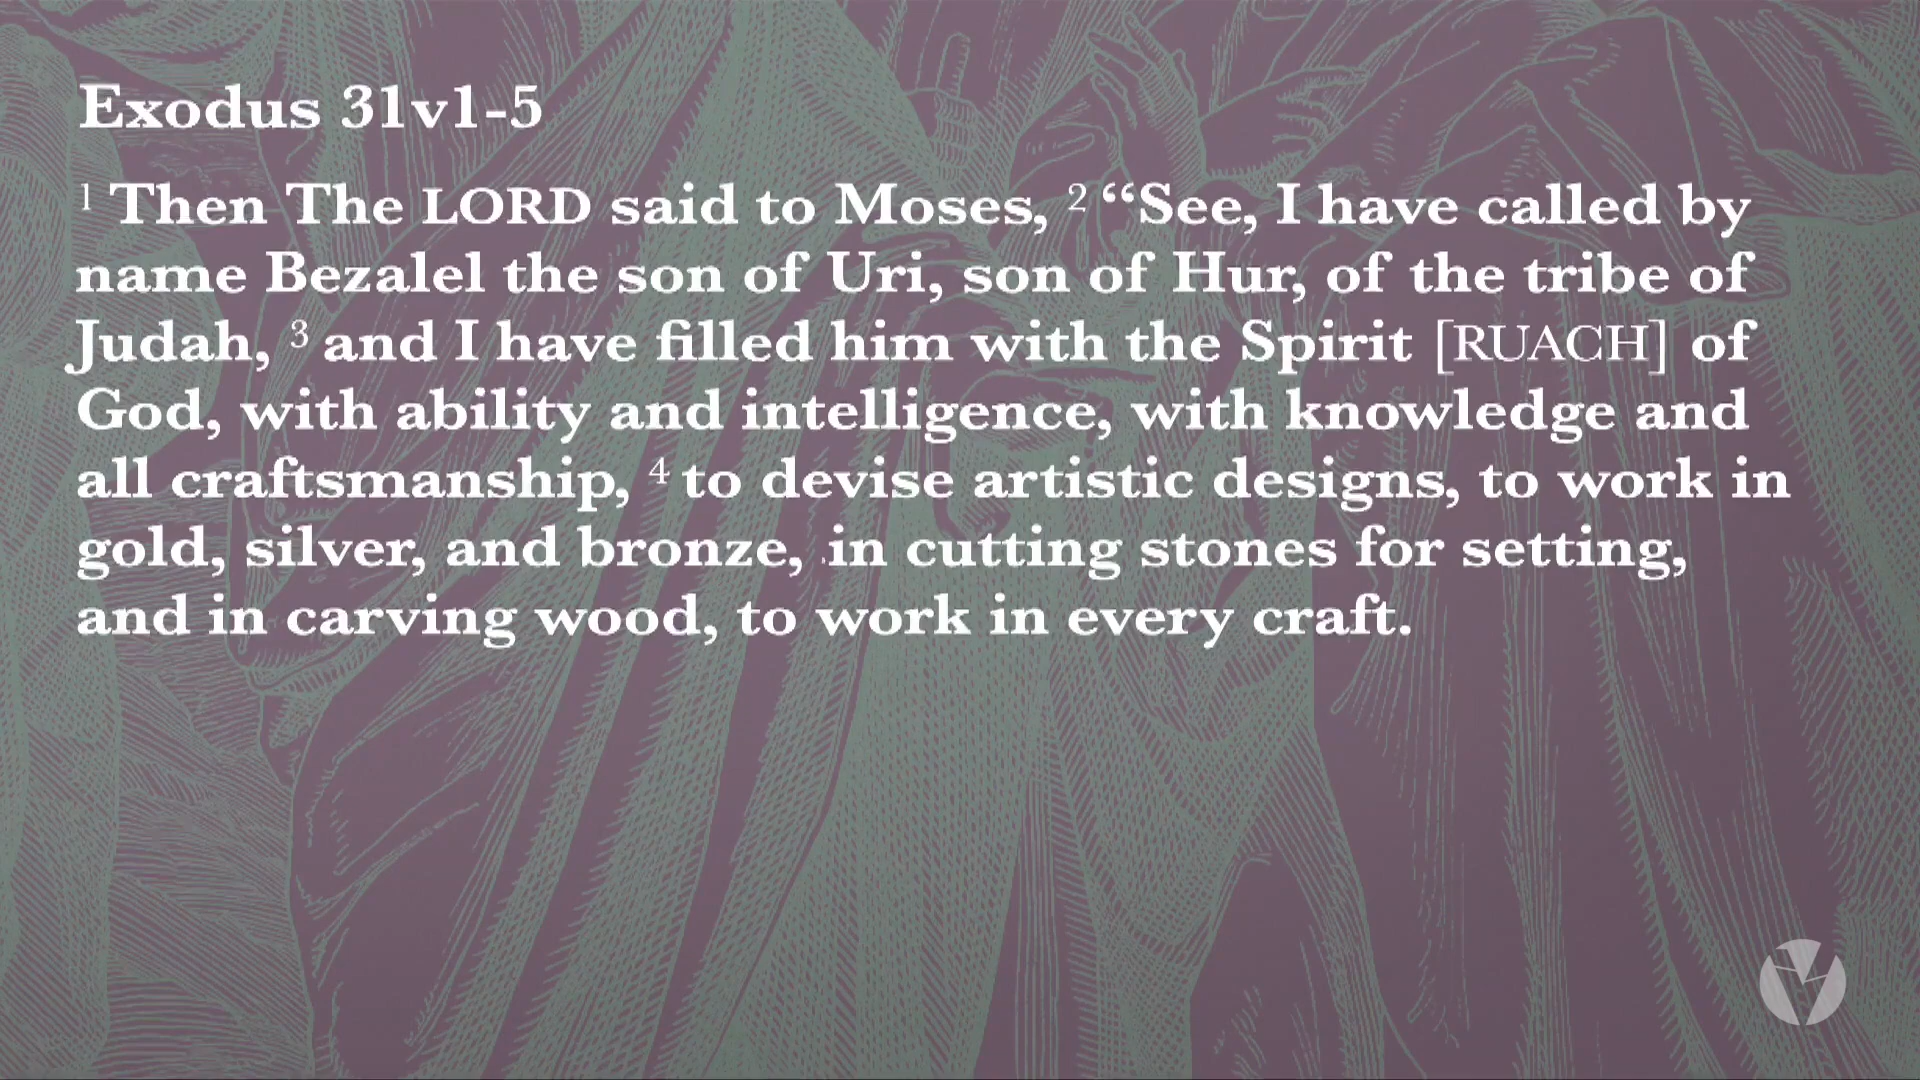 Exodus 31v1-5
1 Then The LORD said to Moses, 2 “See, I have called by
name Bezalel the son of Uri, son of Hur, of the tribe of
Judah, 3 and I have filled him with the Spirit [RUACH] of
God, with ability and intelligence, with knowledge and
all craftsmanship, 4 to devise artistic designs, to work in
gold, silver, and bronze, in cutting stones for setting,
and in carving wood, to work in every craft.